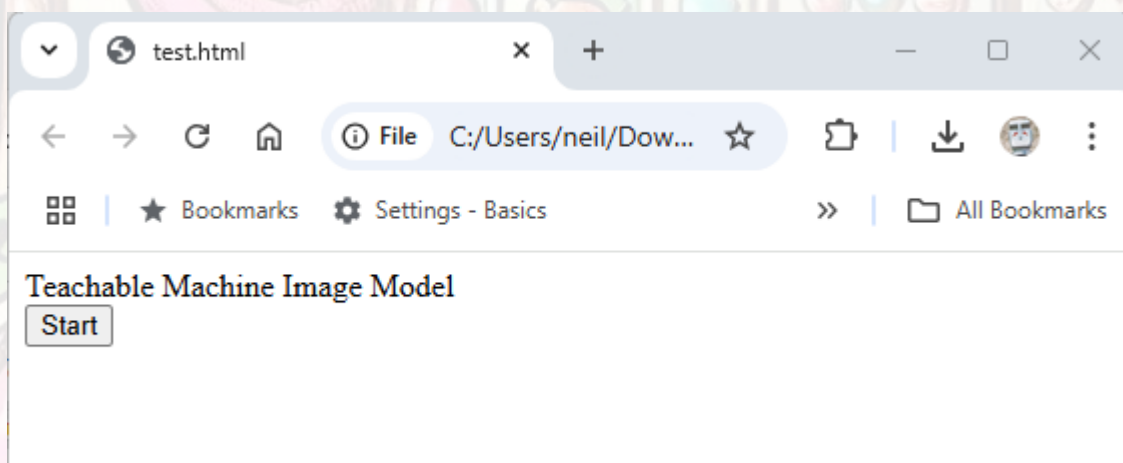 test.html
File C:/Users/neil/Dow...
Bookmarks Settings - Basics All Bookmarks
Teachable Machine Image Model
Start